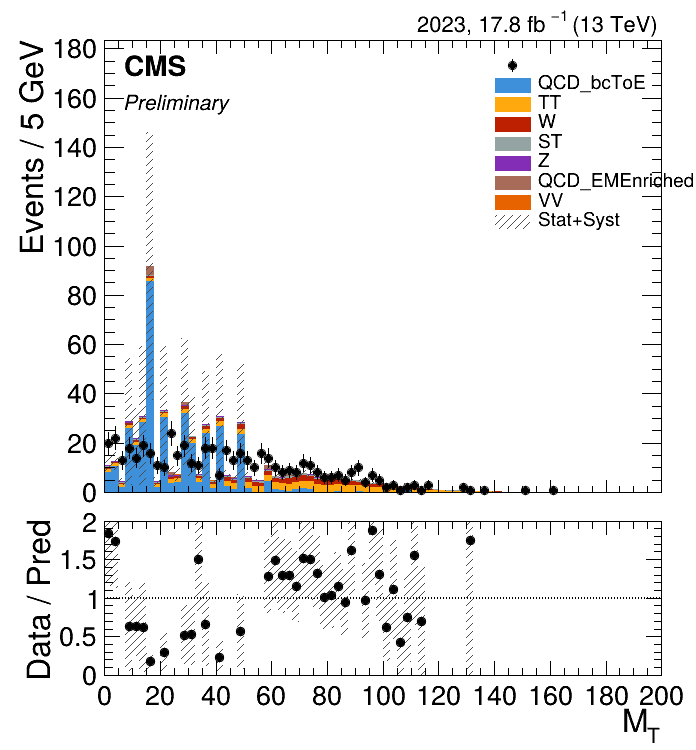 2023, 17.8 fb⁻¹ (13 TeV)
CMS
Preliminary
Events / 5 GeV
180
160
140
120
100
80
60
40
20
0
QCD_bcToE
TT
W
ST
Z
QCD_EMEnriched
VV
Stat+Syst
Data / Pred
2
1.5
1
0.5
0
0 20 40 60 80 100 120 140 160 180 200
M_T